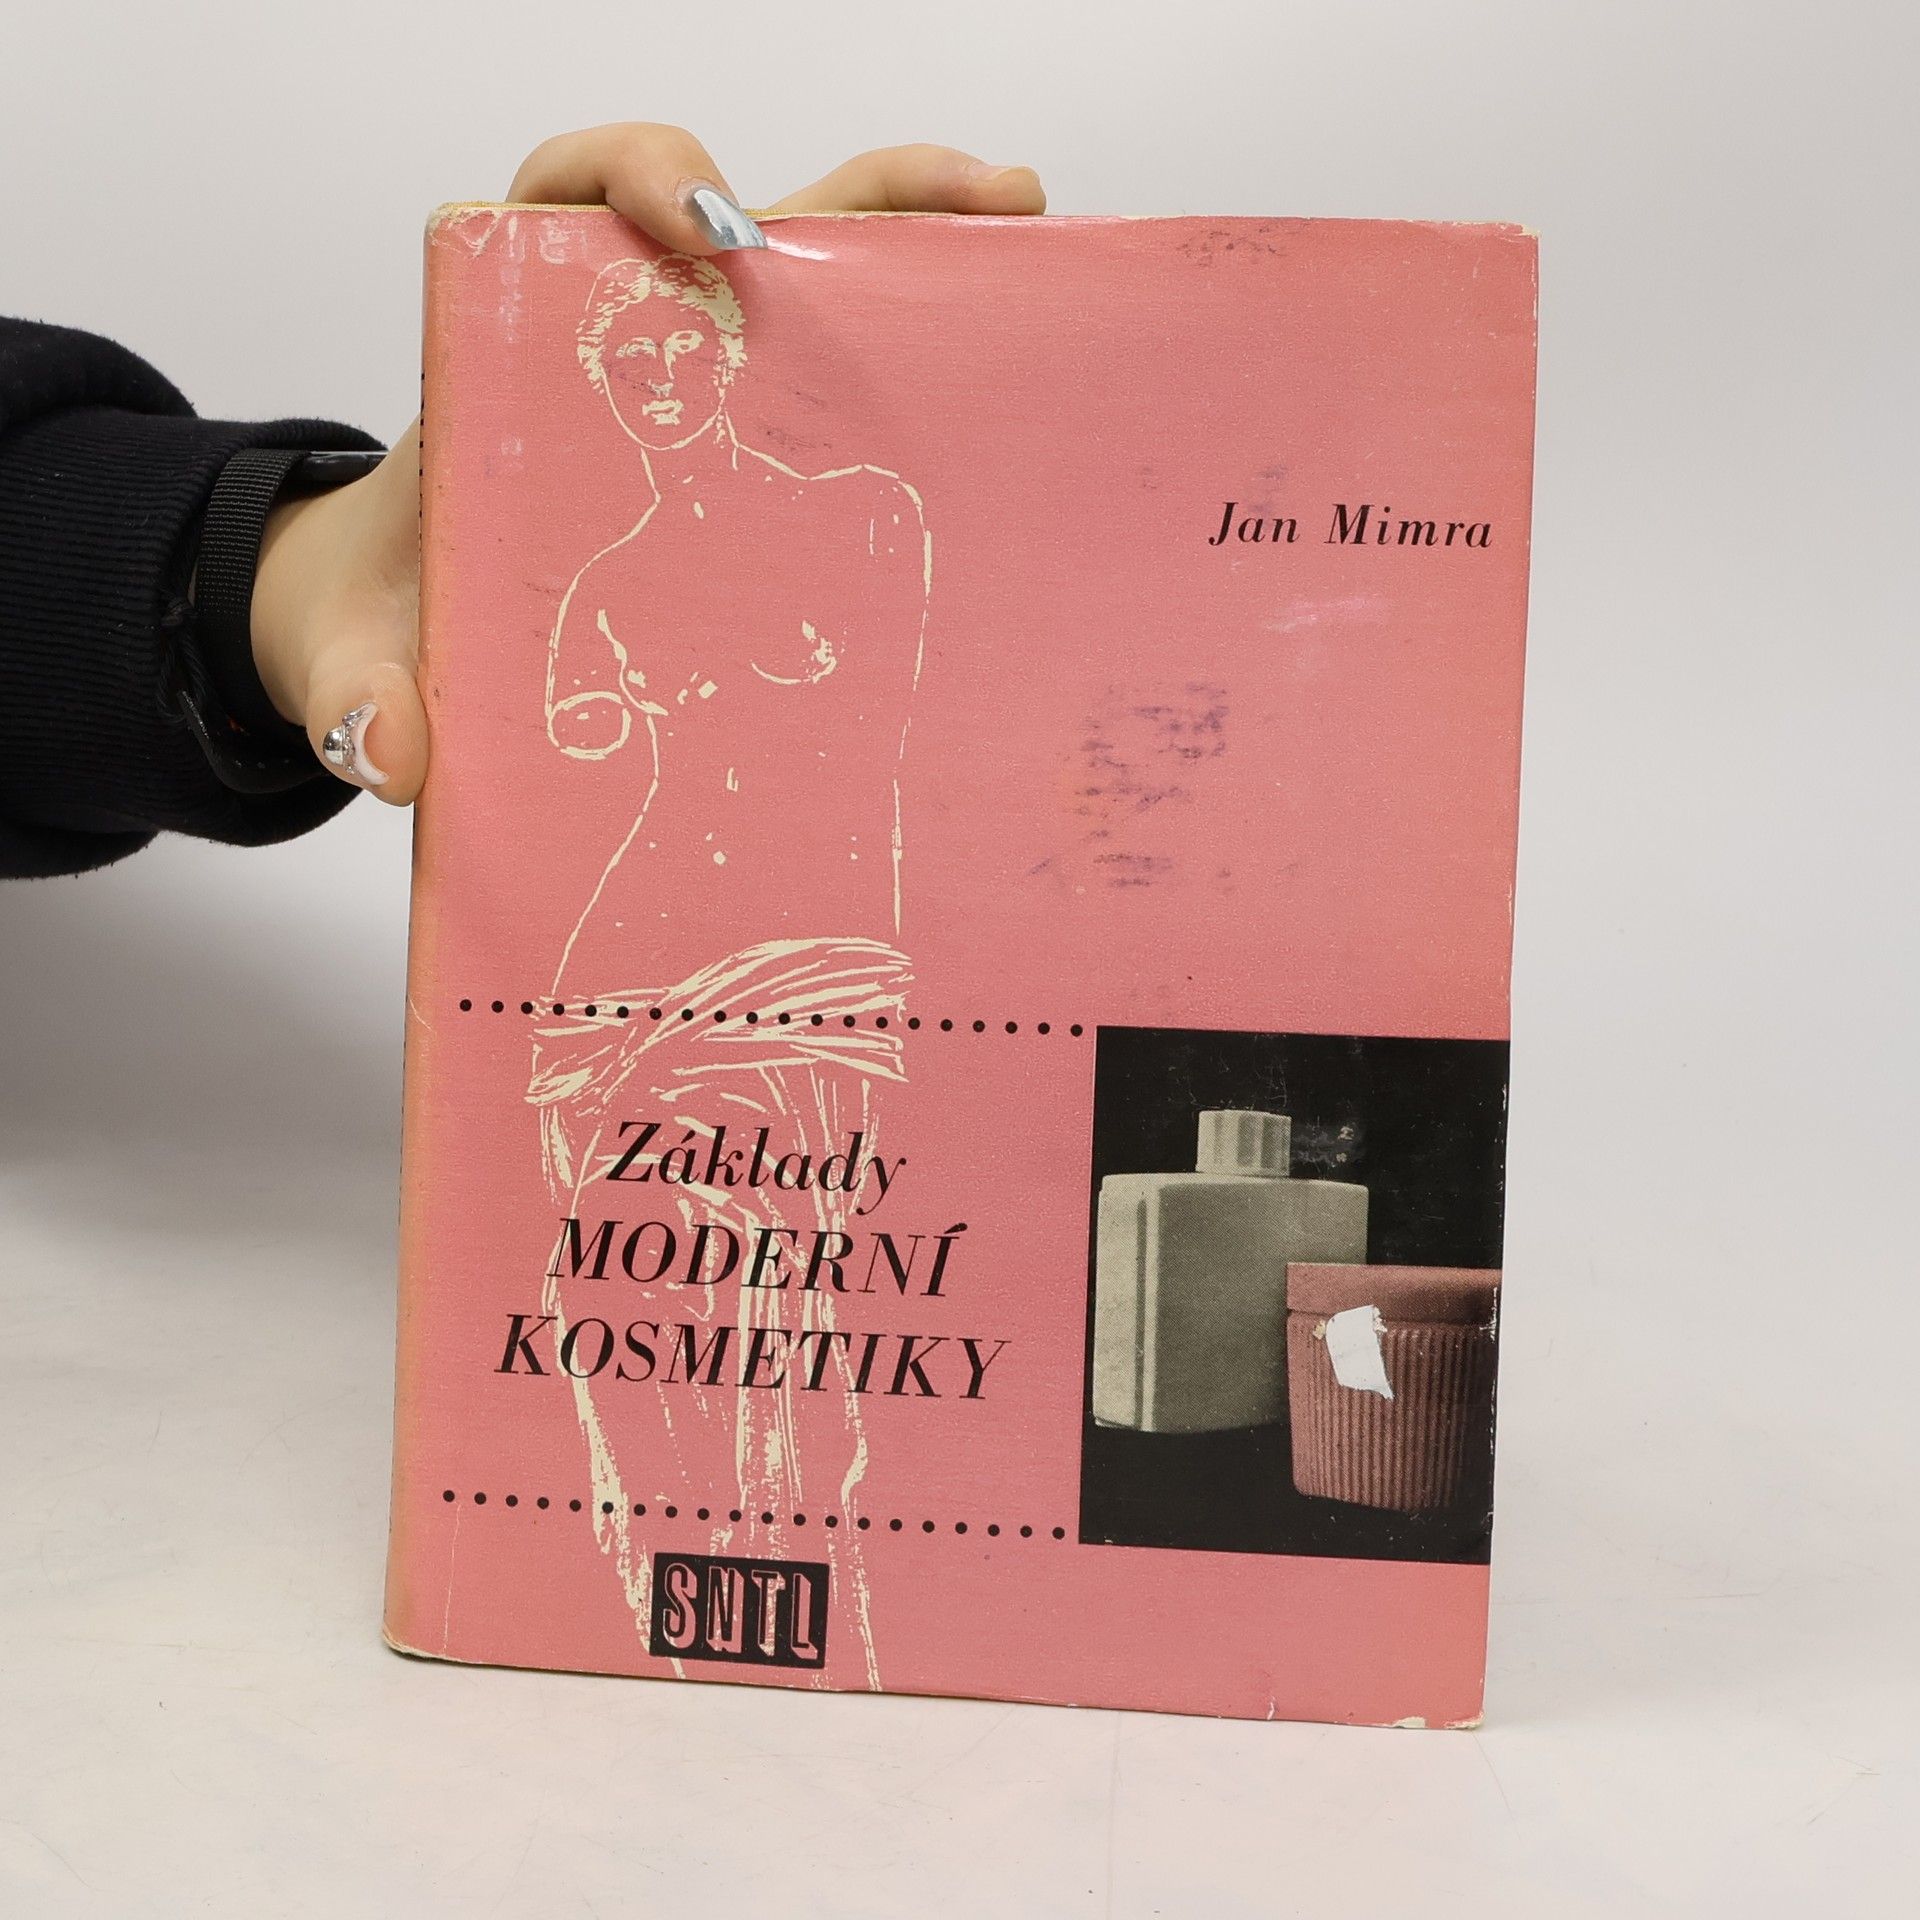 Jan Mimra
Základy
MODERNÍ
KOSMETIKY
SNTL